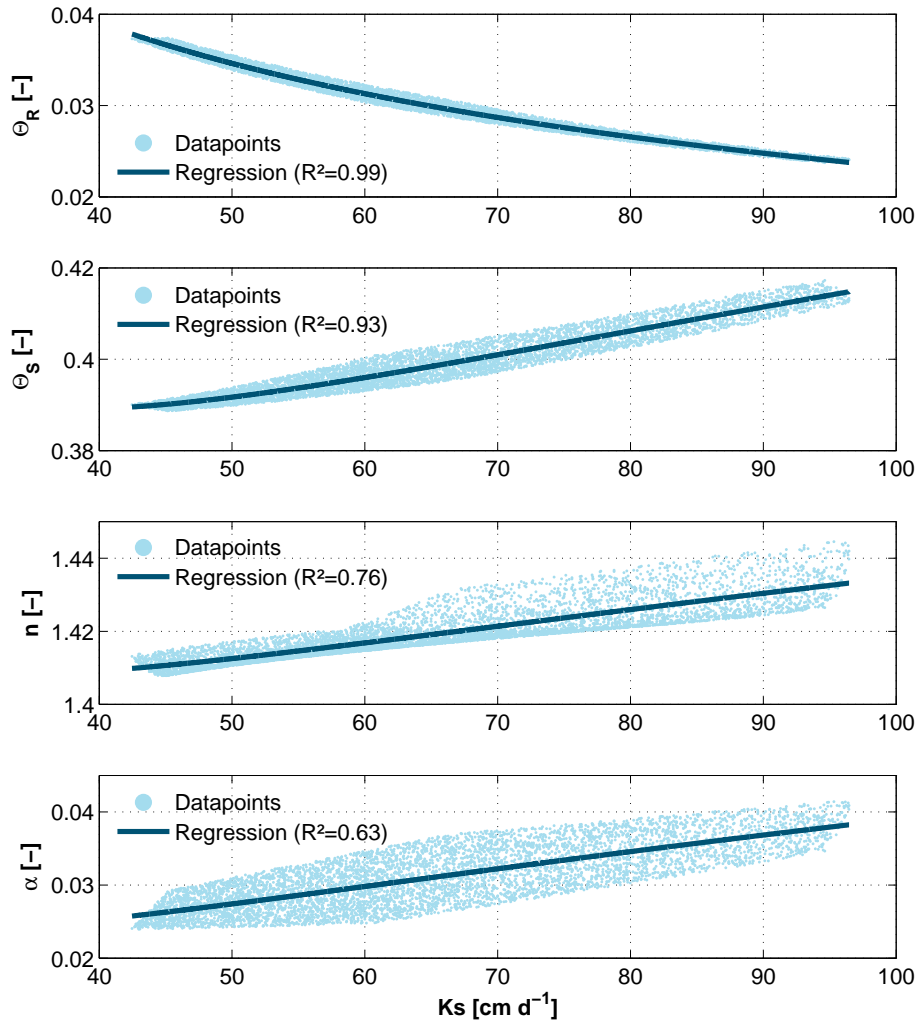 0.04
0.03
0.02
Θ_R [−]
Datapoints
Regression (R²=0.99)
40 50 60 70 80 90 100
0.42
0.4
0.38
Θ_S [−]
Datapoints
Regression (R²=0.93)
40 50 60 70 80 90 100
1.44
1.42
1.4
n [−]
Datapoints
Regression (R²=0.76)
40 50 60 70 80 90 100
0.04
0.03
0.02
α [−]
Datapoints
Regression (R²=0.63)
40 50 60 70 80 90 100
Ks [cm d⁻¹]